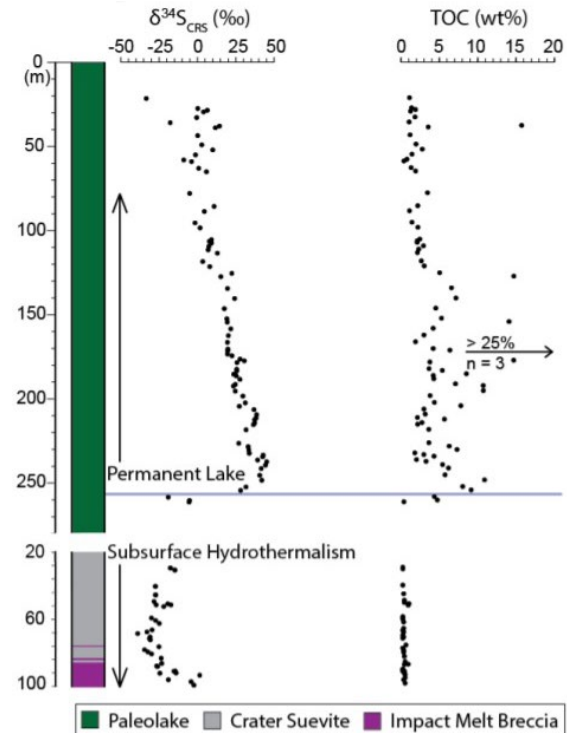 δ³⁴S_CRS (‰)
TOC (wt%)
-50 -25 0 25 50
0 5 10 15 20
0
(m)
50
100
150
> 25%
n = 3
200
Permanent Lake
250
20
Subsurface Hydrothermalism
60
100
Paleolake
Crater Suevite
Impact Melt Breccia